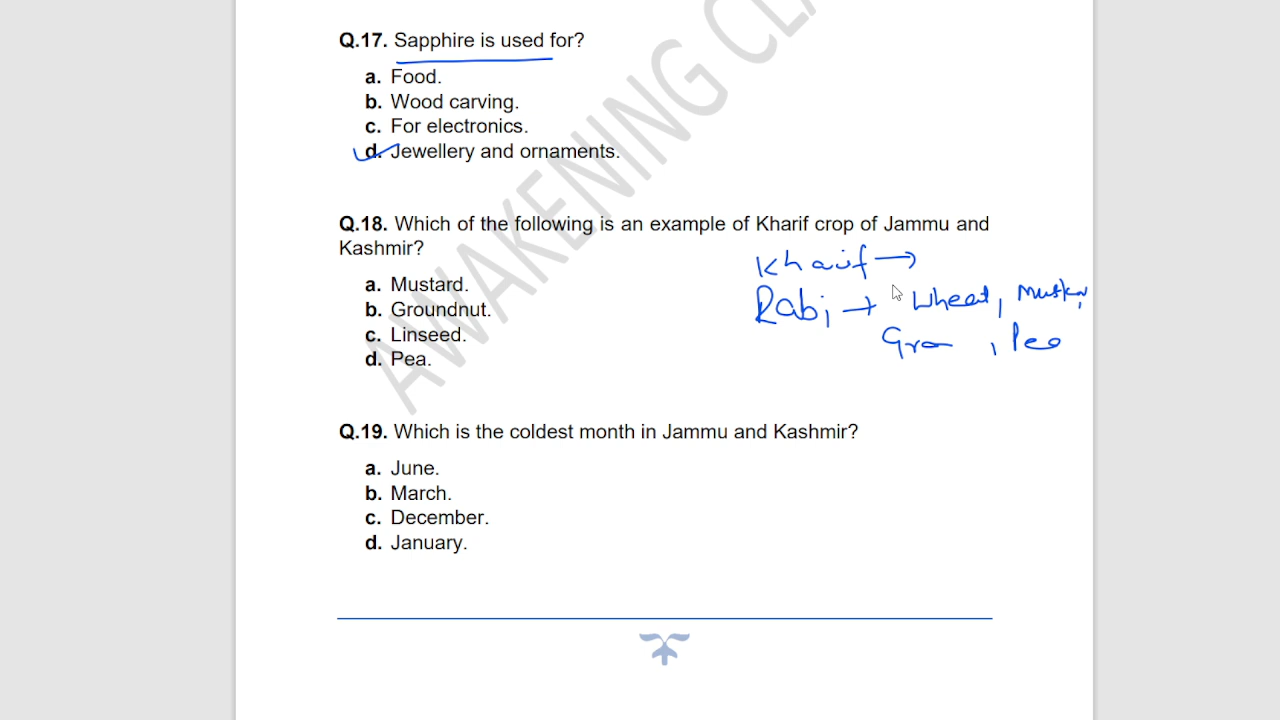 Q.17. Sapphire is used for?
a. Food.
b. Wood carving.
c. For electronics.
d. Jewellery and ornaments.
Q.18. Which of the following is an example of Kharif crop of Jammu and
Kashmir?
Kharif →
a. Mustard.
Rabi → Wheat,
b. Groundnut.
c. Linseed.
, Pea
d. Pea.
Q.19. Which is the coldest month in Jammu and Kashmir?
a. June.
b. March.
c. December.
d. January.
AWAKENING